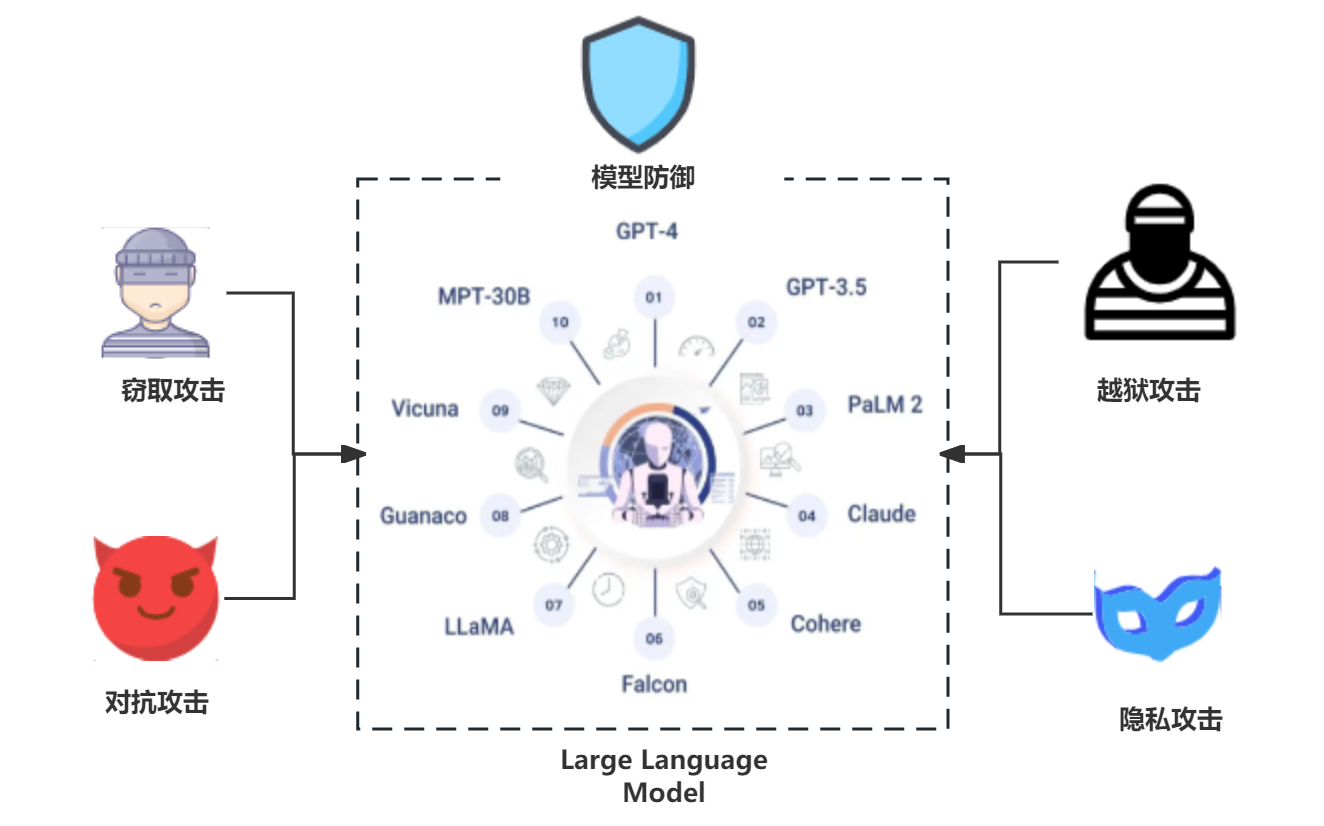 模型防御
GPT-4
MPT-30B
GPT-3.5
01
10
02
Vicuna
09
03
PaLM 2
Guanaco
08
04
Claude
07
05
LLaMA
06
Cohere
Falcon
窃取攻击
越狱攻击
对抗攻击
隐私攻击
Large Language
Model